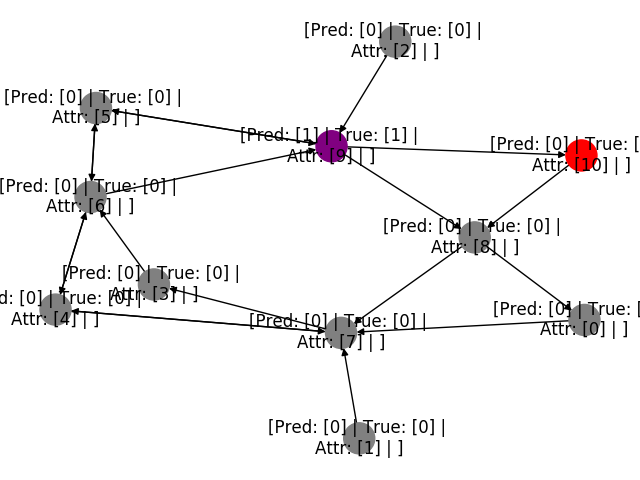 [Pred: [0] | True: [0] |
Attr: [2] | ]
[Pred: [0] | True: [0] |
Attr: [5] | ]
[Pred: [1] | True: [1] |
Attr: [9] | ]
[Pred: [0] | True: [
Attr: [10] | ]
[Pred: [0] | True: [0] |
Attr: [6] | ]
[Pred: [0] | True: [0] |
Attr: [8] | ]
[Pred: [0] | True: [0] |
Attr: [3] | ]
d: [0] | True: [0] |
Attr: [4] | ]
[Pred: [0] | True: [0] |
Attr: [7] | ]
[Pred: [0] | True: [
Attr: [0] | ]
[Pred: [0] | True: [0] |
Attr: [1] | ]